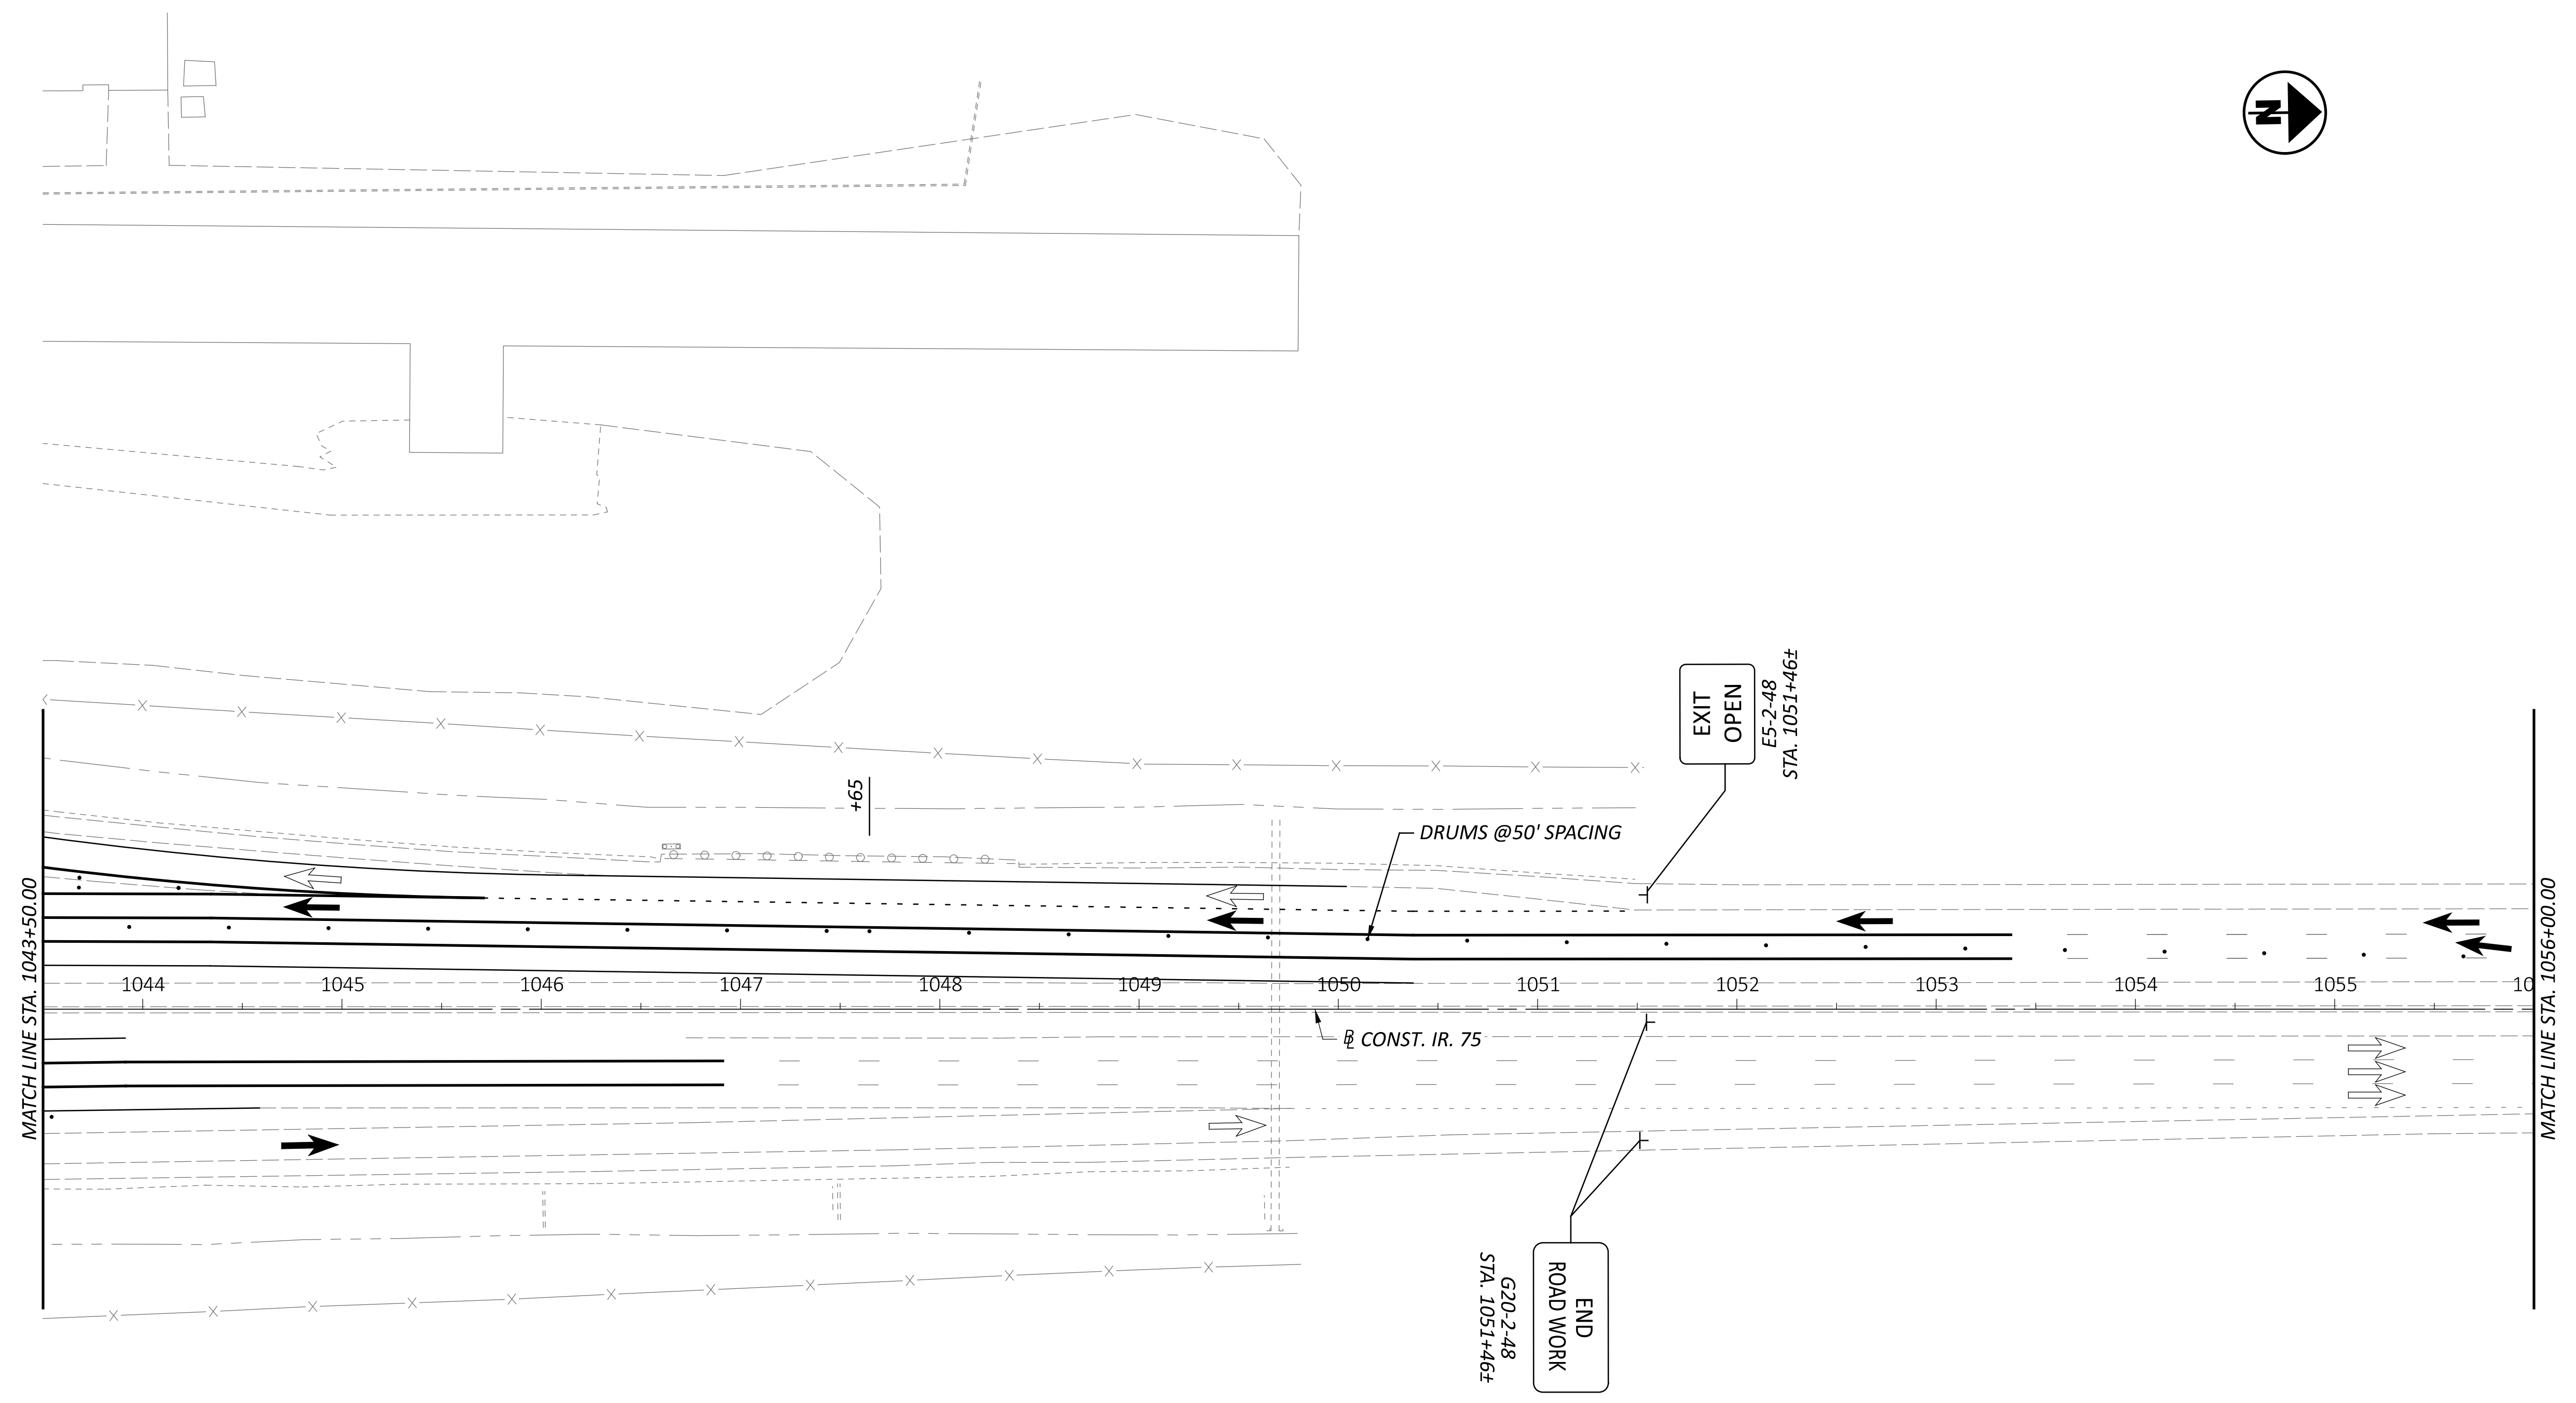 N
EXIT
OPEN
E5-2-48
STA. 1051+46±
+65
DRUMS @50' SPACING
MATCH LINE STA. 1043+50.00
MATCH LINE STA. 1056+00.00
1044 1045 1046 1047 1048 1049 1050 1051 1052 1053 1054 1055 10
BL CONST. IR. 75
END
ROAD WORK
G20-2-48
STA. 1051+46±